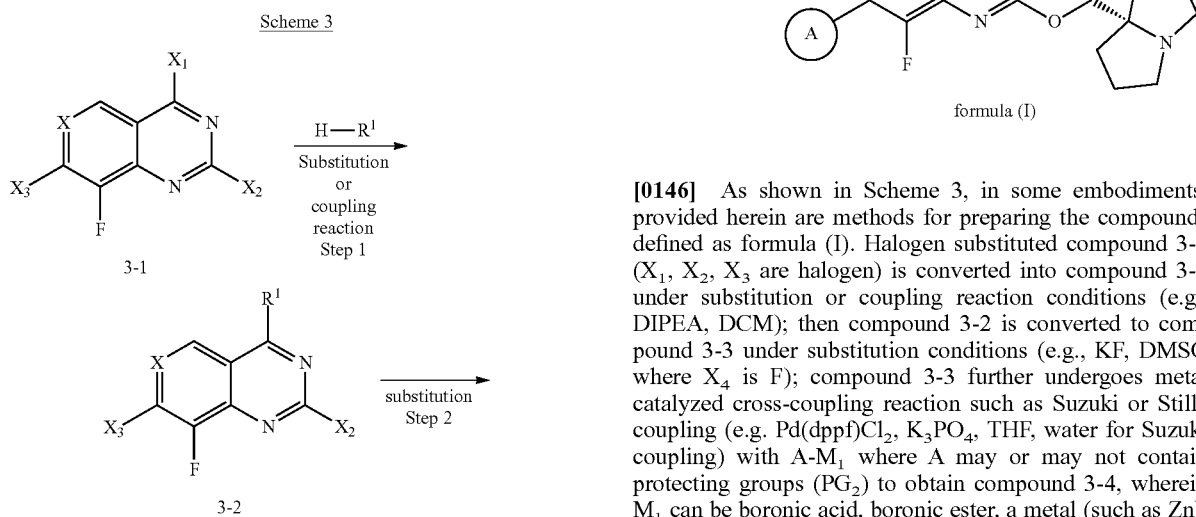 Scheme 3
X₁
X
N
X₃
N
X₂
F
3-1
H—R¹
Substitution
or
coupling
reaction
Step 1
R¹
X
N
X₃
N
X₂
F
3-2
substitution
Step 2
A
N
O
N
F
formula (I)
[0146] As shown in Scheme 3, in some embodiments
provided herein are methods for preparing the compound
defined as formula (I). Halogen substituted compound 3-
(X₁, X₂, X₃ are halogen) is converted into compound 3-
under substitution or coupling reaction conditions (e.g
DIPEA, DCM); then compound 3-2 is converted to com
pound 3-3 under substitution conditions (e.g., KF, DMSO
where X₄ is F); compound 3-3 further undergoes meta
catalyzed cross-coupling reaction such as Suzuki or Still
coupling (e.g. Pd(dppf)Cl₂, K₃PO₄, THF, water for Suzuk
coupling) with A-M₁ where A may or may not contai
protecting groups (PG₂) to obtain compound 3-4, wherei
M₁ can be boronic acid, boronic ester, a metal (such as Zn